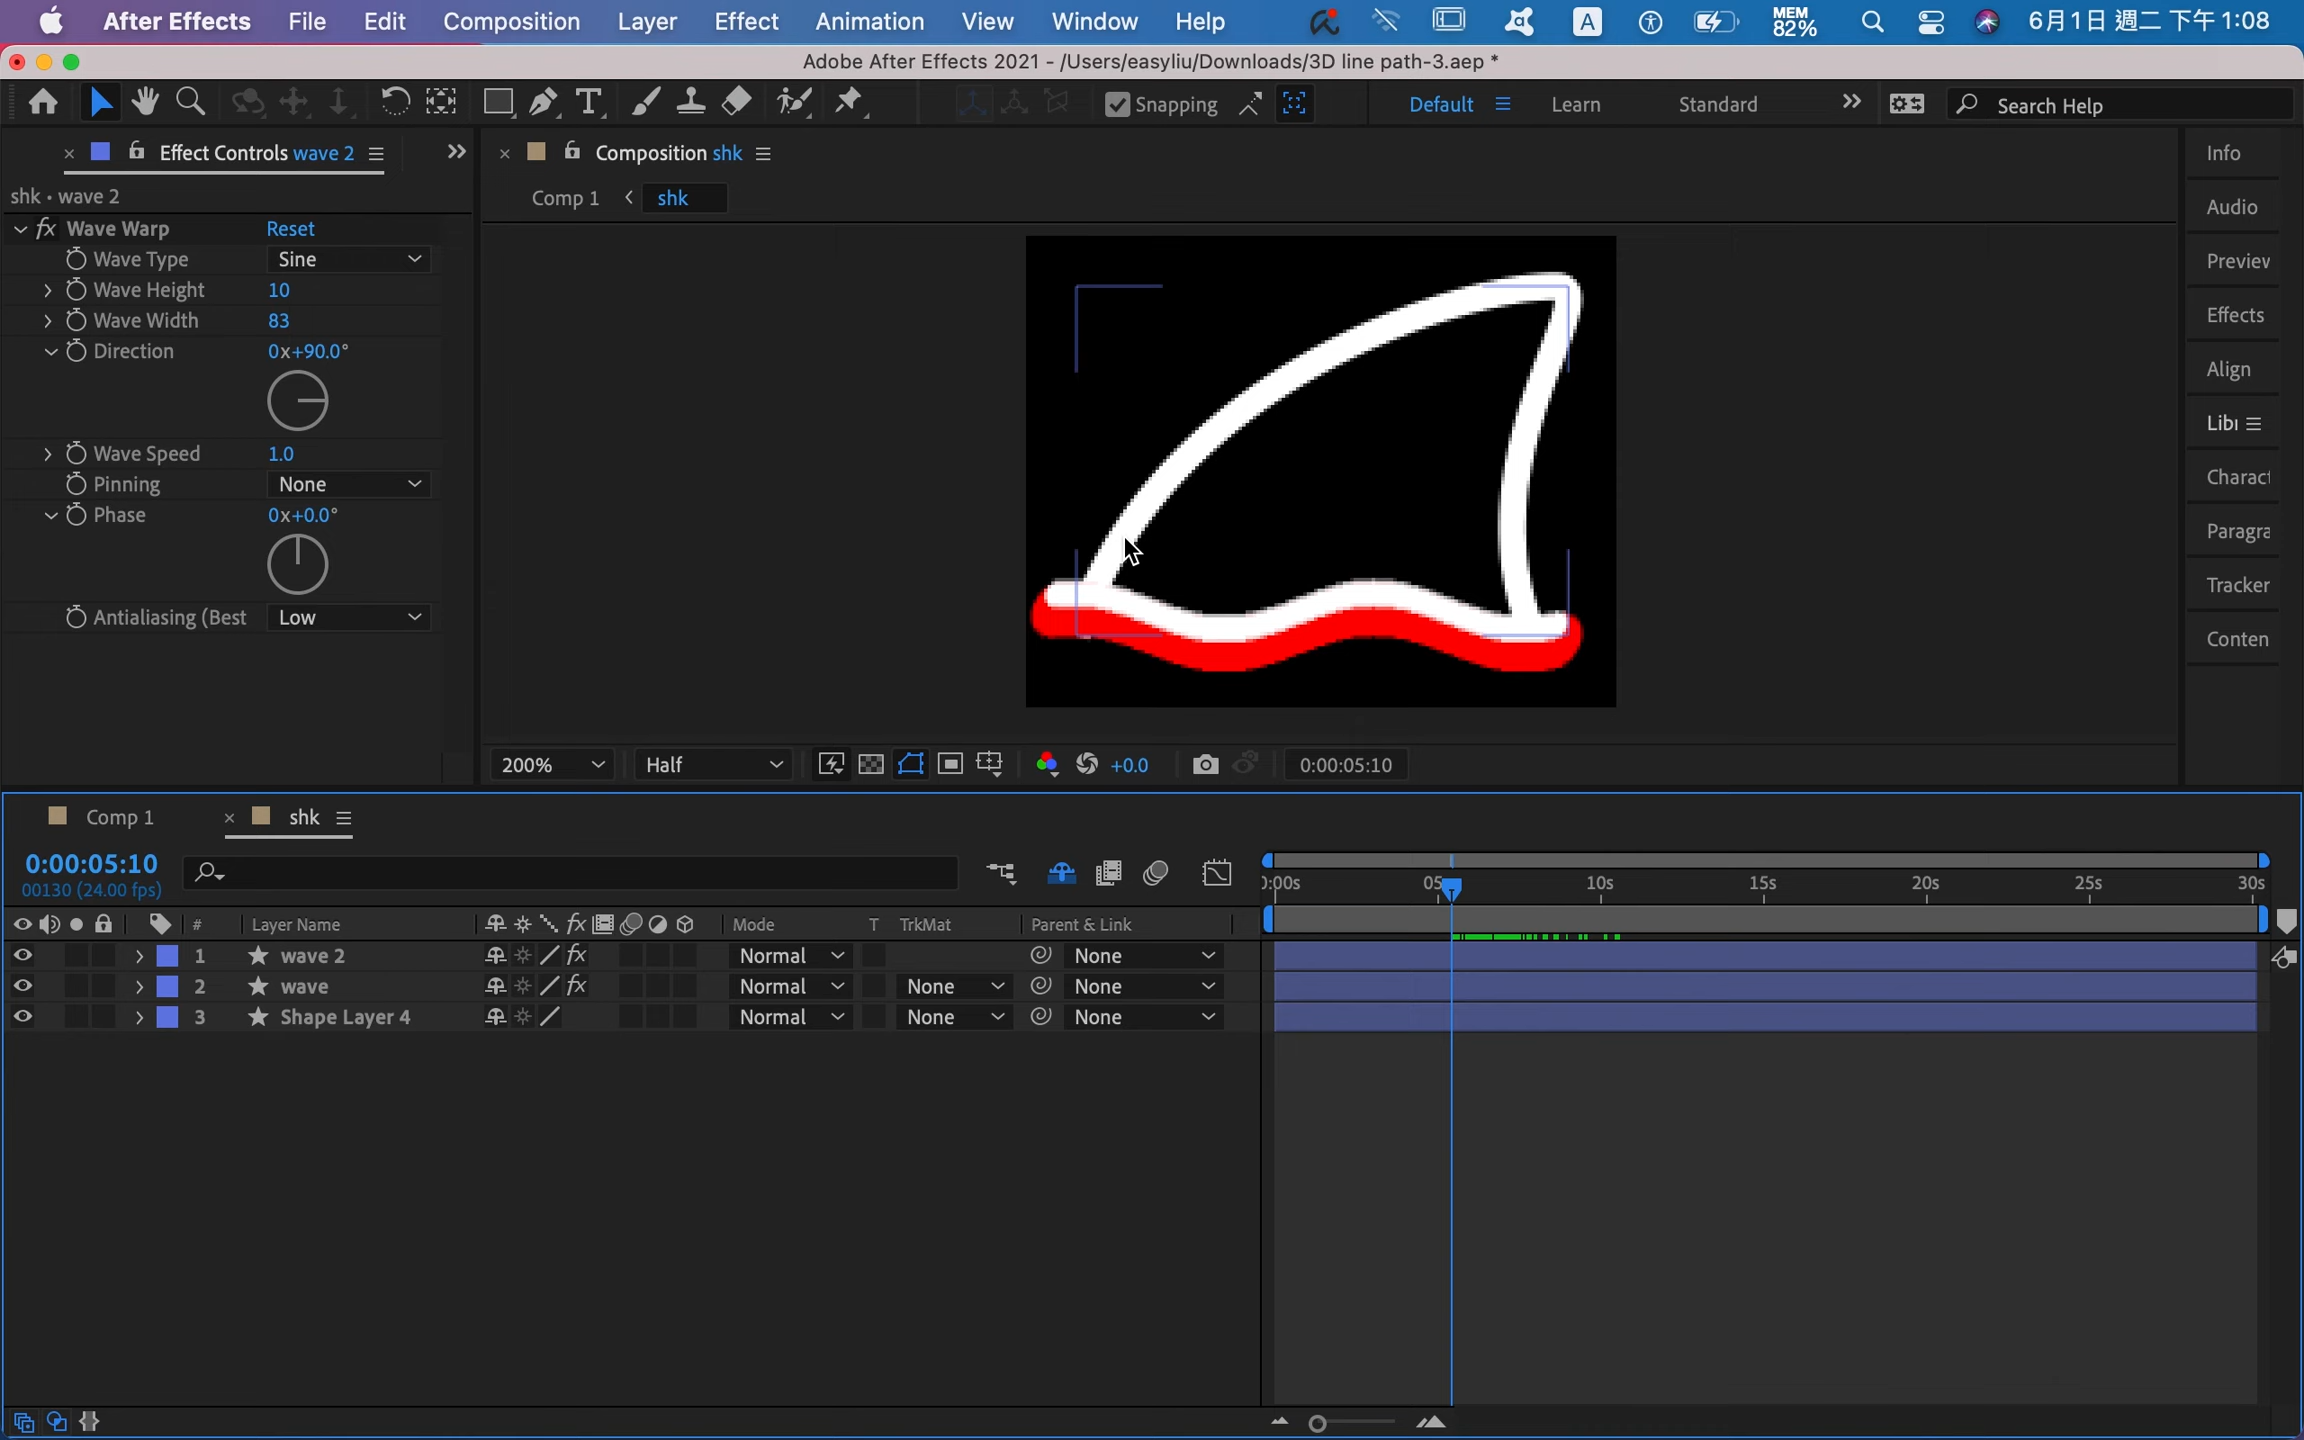 After Effects File Edit Composition Layer Effect Animation View Window Help A MEM 82% 6月1日 週二 下午 1:08
Adobe After Effects 2021 - /Users/easyliu/Downloads/3D line path-3.aep *
T Snapping Default Learn Standard Search Help
Effect Controls wave 2
Composition shk
Info
shk • wave 2
Comp 1 shk
Audio
fx Wave Warp Reset
Wave Type Sine
Previev
Wave Height 10
Wave Width 83
Effects
Direction 0x+90.0°
Align
Libı
Wave Speed 1.0
Charact
Pinning None
Phase 0x+0.0°
Paragra
Tracker
Antialiasing (Best Low
Conten
200% Half +0.0 0:00:05:10
Comp 1 shk
0:00:05:10
00130 (24.00 fps)
0:00s 05s 10s 15s 20s 25s 30s
# Layer Name fx Mode T TrkMat Parent & Link
1 wave 2 fx Normal None
2 wave fx Normal None None
3 Shape Layer 4 Normal None None